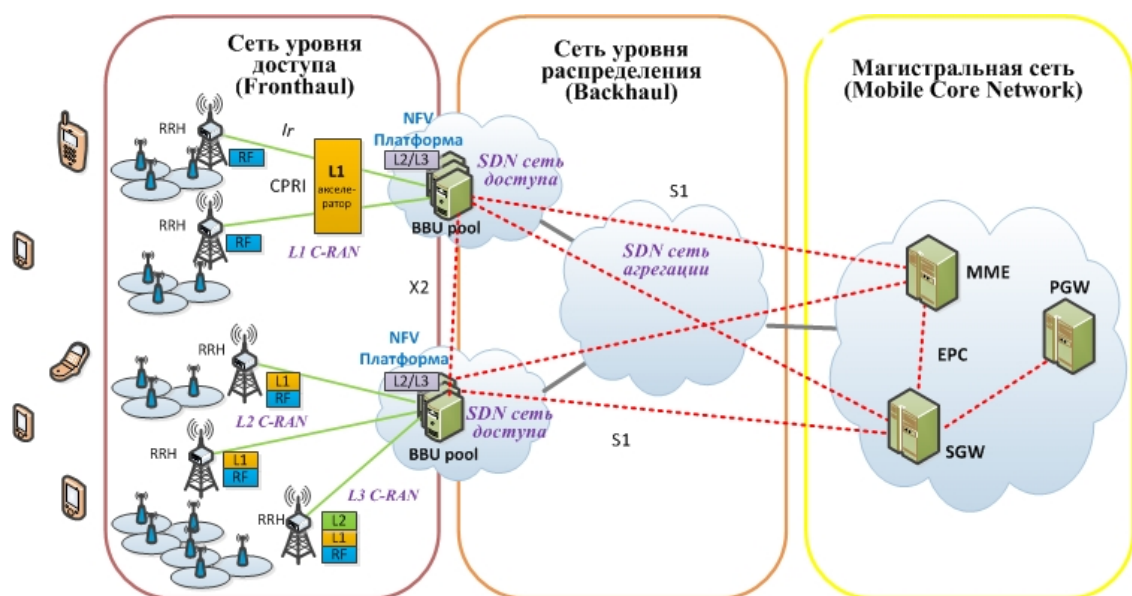 Сеть уровня
доступа
(Fronthaul)
Сеть уровня
распределения
(Backhaul)
Магистральная сеть
(Mobile Core Network)
RRH
Ir
RF
CPRI
L1
акселе-
ратор
NFV
Платформа
L2/L3
SDN сеть
доступа
BBU pool
RRH
RF
L1 C-RAN
S1
SDN сеть
агрегации
X2
MME
PGW
EPC
SGW
NFV
Платформа
L2/L3
SDN сеть
доступа
BBU pool
S1
RRH
L1
RF
L2 C-RAN
RRH
L1
RF
L3 C-RAN
RRH
L2
L1
RF